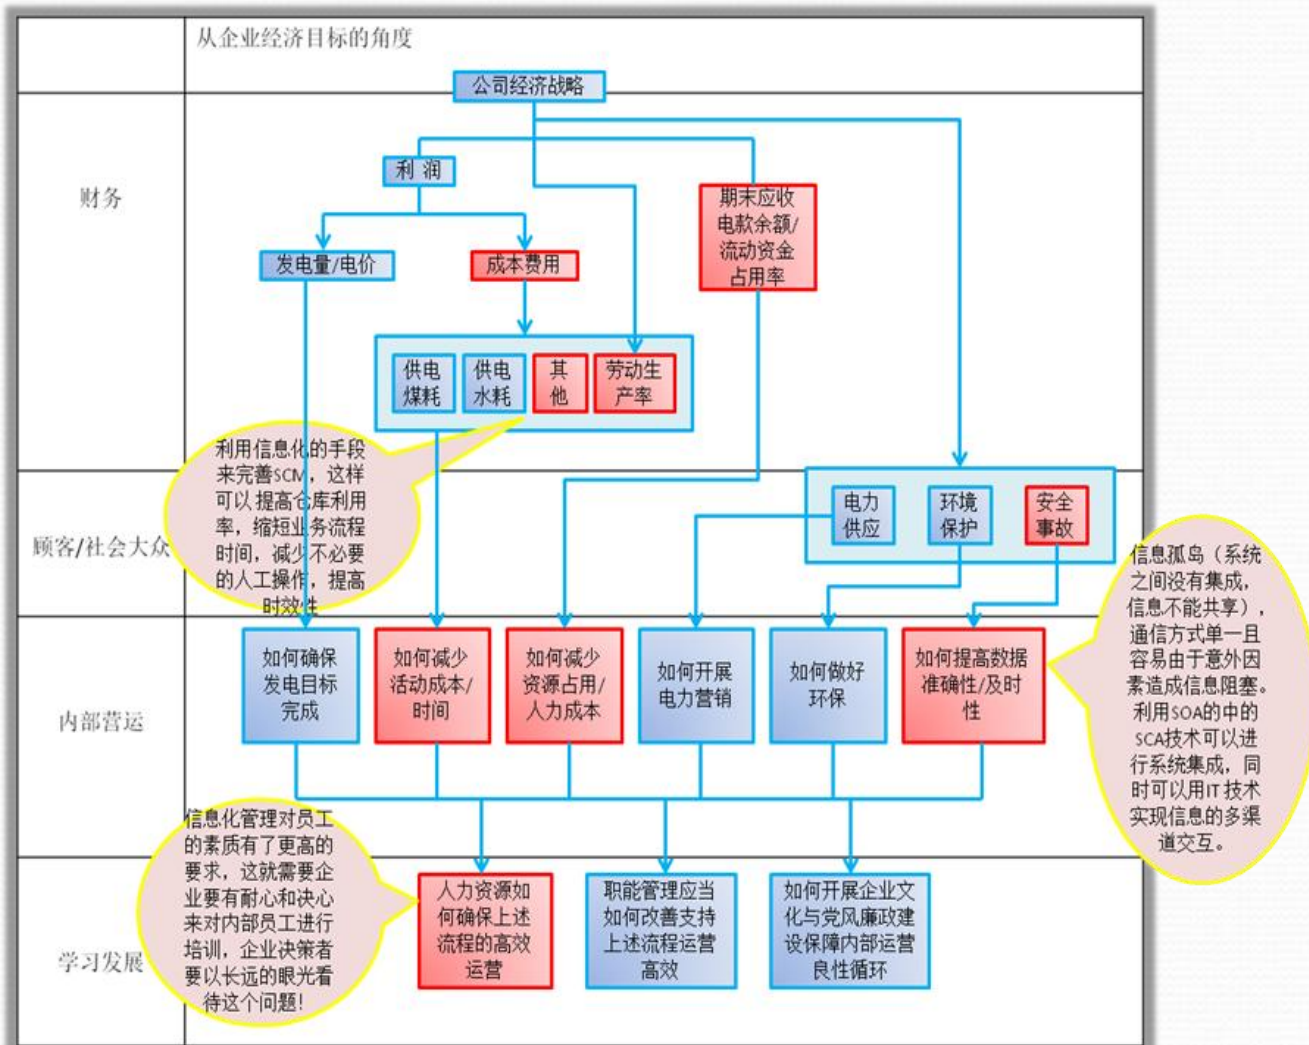 从企业经济目标的角度
公司经济战略
财务
利 润
期末应收
电款余额/
流动资金
占用率
发电量/电价
成本费用
供电
煤耗
供电
水耗
其
他
劳动生
产率
利用信息化的手段
来完善SCM，这样
可以提高仓库利用
率，缩短业务流程
时间，减少不必要
的人工操作，提高
时效性
顾客/社会大众
电力
供应
环境
保护
安全
事故
信息孤岛（系统
之间没有集成，
信息不能共享），
通信方式单一且
容易由于意外因
素造成信息阻塞。
利用SOA的中的
SCA技术可以进
行系统集成，同
时可以用IT技术
实现信息的多渠
道交互。
内部营运
如何确保
发电目标
完成
如何减少
活动成本/
时间
如何减少
资源占用/
人力成本
如何开展
电力营销
如何做好
环保
如何提高数据
准确性/及时
性
信息化管理对员工
的素质有了更高的
要求，这就需要企
业要有耐心和决心
来对内部员工进行
培训，企业决策者
要以长远的眼光看
待这个问题！
学习发展
人力资源如
何确保上述
流程的高效
运营
职能管理应当
如何改善支持
上述流程运营
高效
如何开展企业文
化与党风廉政建
设保障内部运营
良性循环